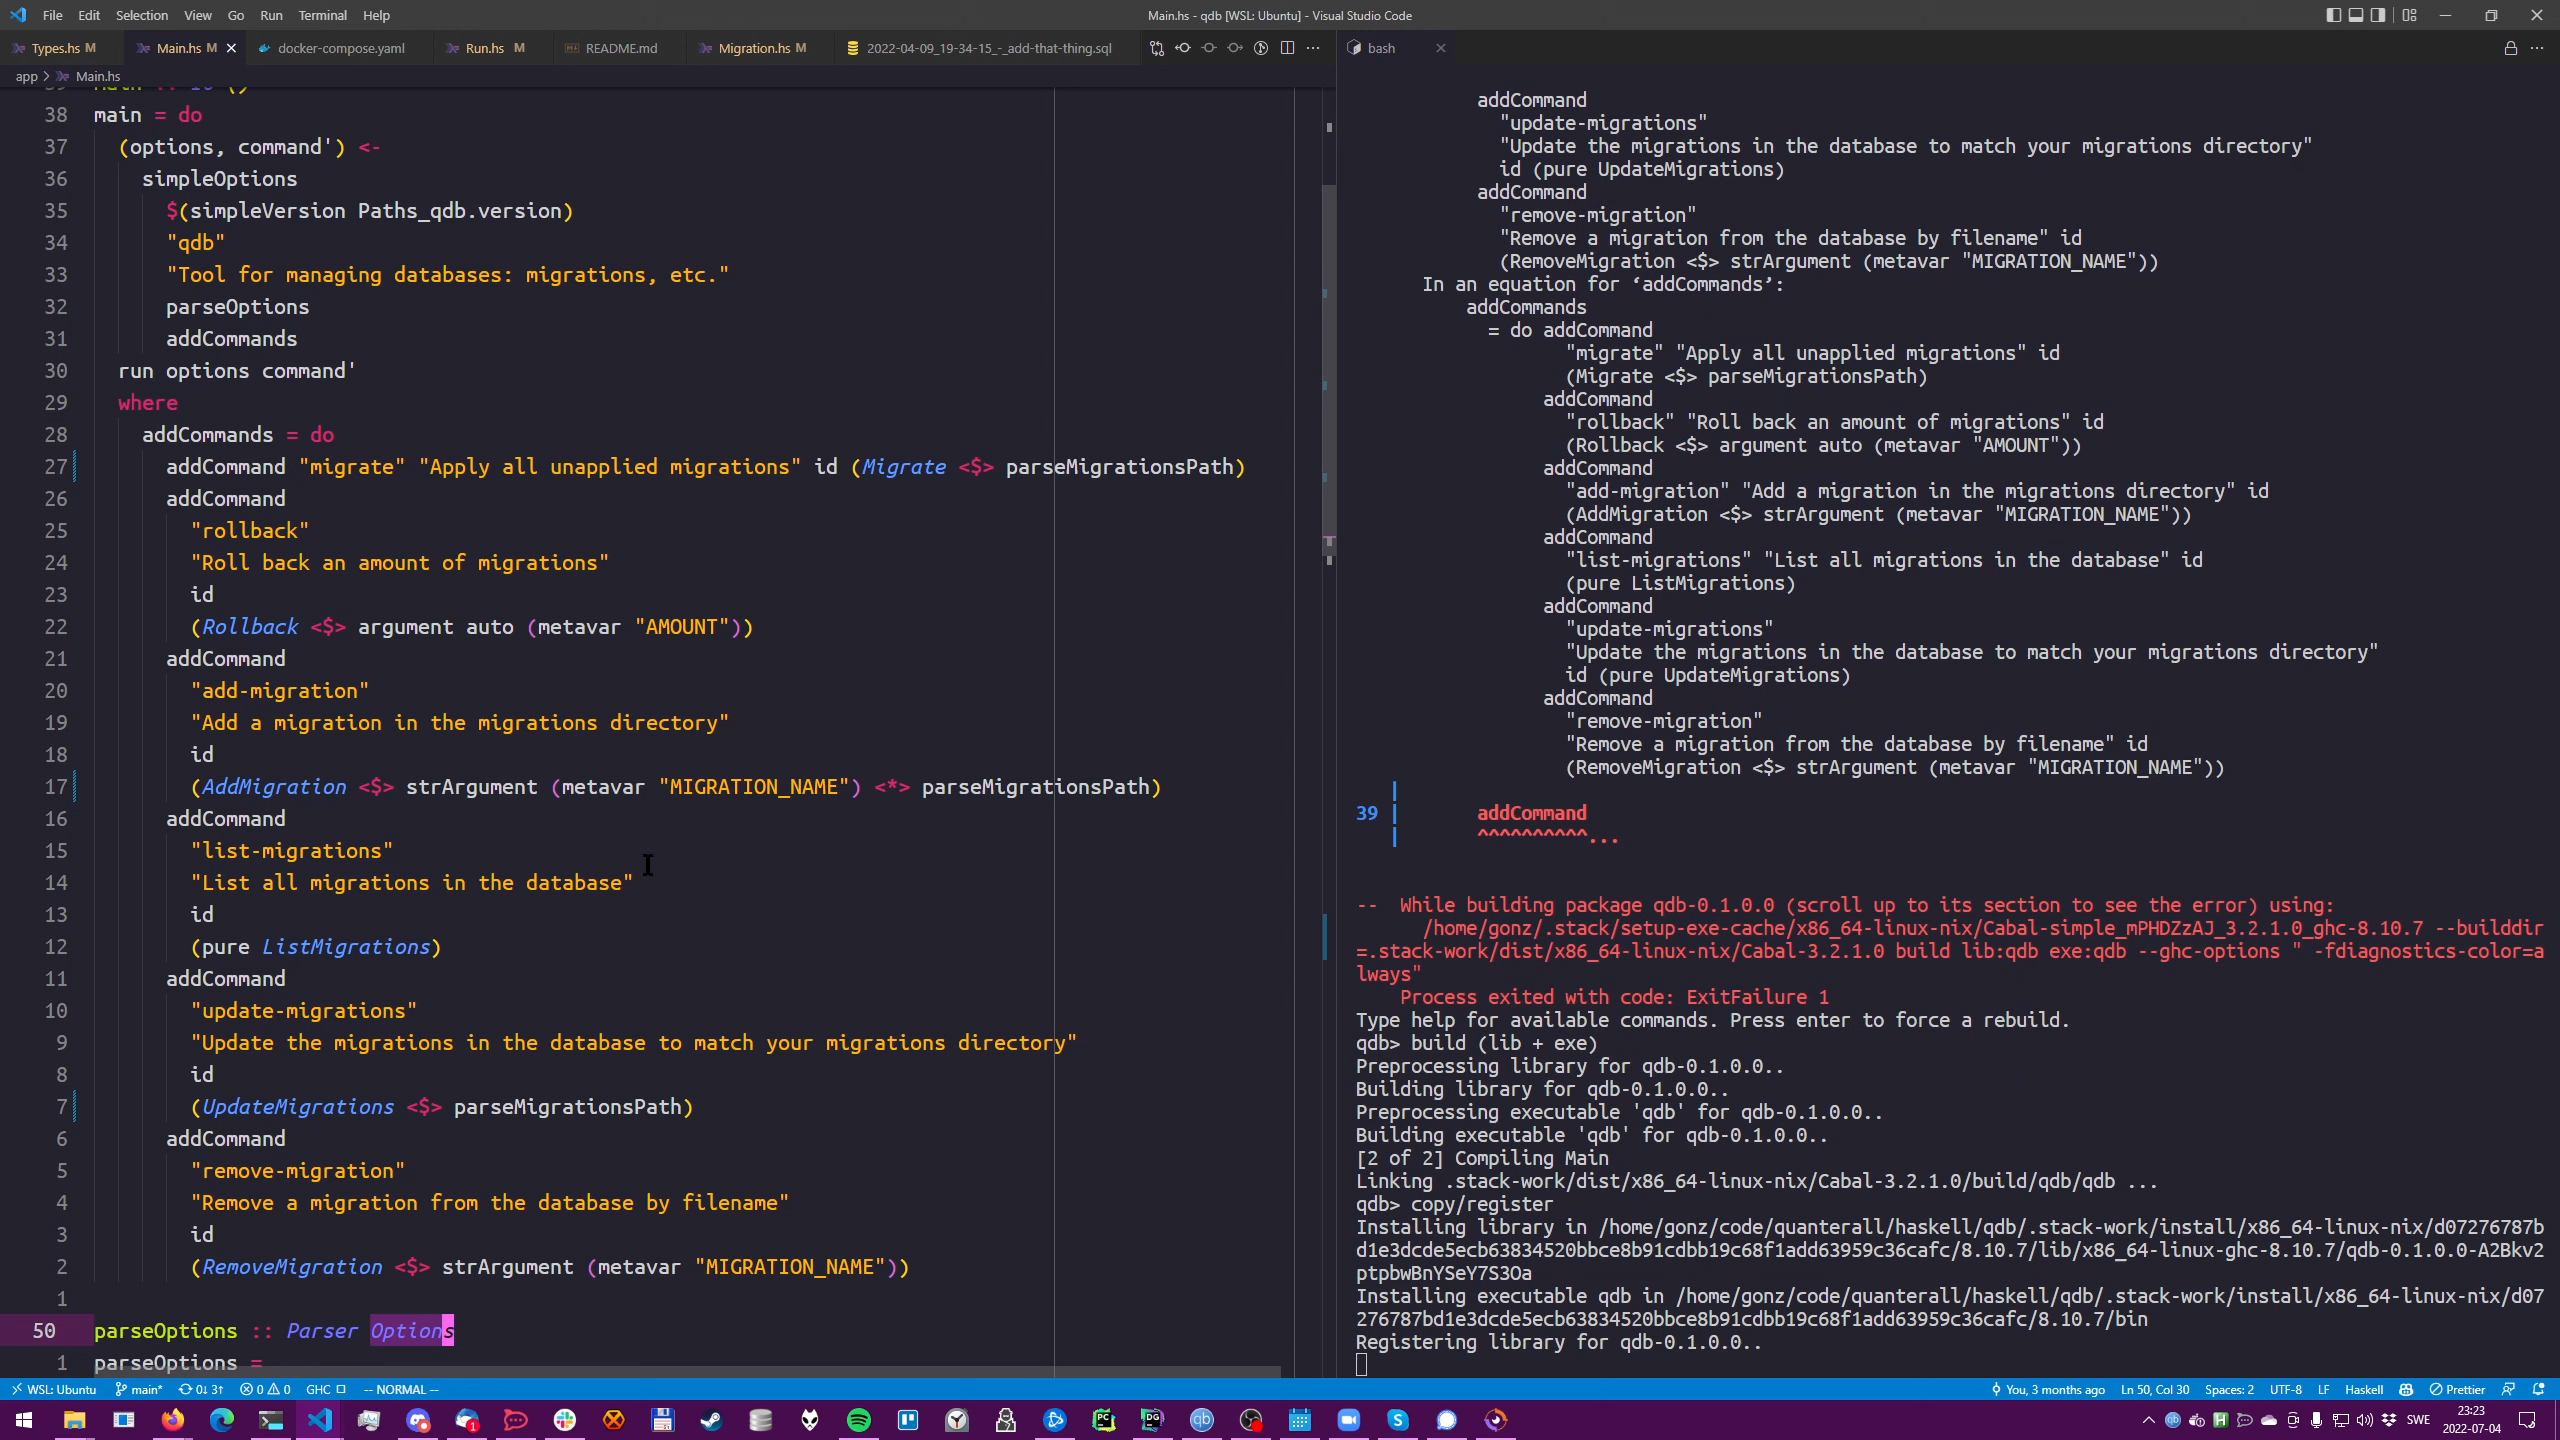 File Edit Selection View Go Run Terminal Help
Main.hs - qdb [WSL: Ubuntu] - Visual Studio Code
Types.hs M
Main.hs M
docker-compose.yaml
Run.hs M
README.md
Migration.hs M
2022-04-09_19-34-15_-_add-that-thing.sql
bash
app > Main.hs
38 main = do
37 (options, command') <-
36 simpleOptions
35 $(simpleVersion Paths_qdb.version)
34 "qdb"
33 "Tool for managing databases: migrations, etc."
32 parseOptions
31 addCommands
30 run options command'
29 where
28 addCommands = do
27 addCommand "migrate" "Apply all unapplied migrations" id (Migrate <$> parseMigrationsPath)
26 addCommand
25 "rollback"
24 "Roll back an amount of migrations"
23 id
22 (Rollback <$> argument auto (metavar "AMOUNT"))
21 addCommand
20 "add-migration"
19 "Add a migration in the migrations directory"
18 id
17 (AddMigration <$> strArgument (metavar "MIGRATION_NAME") <*> parseMigrationsPath)
16 addCommand
15 "list-migrations"
14 "List all migrations in the database"
13 id
12 (pure ListMigrations)
11 addCommand
10 "update-migrations"
9 "Update the migrations in the database to match your migrations directory"
8 id
7 (UpdateMigrations <$> parseMigrationsPath)
6 addCommand
5 "remove-migration"
4 "Remove a migration from the database by filename"
3 id
2 (RemoveMigration <$> strArgument (metavar "MIGRATION_NAME"))
1
50 parseOptions :: Parser Options
1 parseOptions =
addCommand
"update-migrations"
"Update the migrations in the database to match your migrations directory"
id (pure UpdateMigrations)
addCommand
"remove-migration"
"Remove a migration from the database by filename" id
(RemoveMigration <$> strArgument (metavar "MIGRATION_NAME"))
In an equation for ‘addCommands’:
addCommands
= do addCommand
"migrate" "Apply all unapplied migrations" id
(Migrate <$> parseMigrationsPath)
addCommand
"rollback" "Roll back an amount of migrations" id
(Rollback <$> argument auto (metavar "AMOUNT"))
addCommand
"add-migration" "Add a migration in the migrations directory" id
(AddMigration <$> strArgument (metavar "MIGRATION_NAME"))
addCommand
"list-migrations" "List all migrations in the database" id
(pure ListMigrations)
addCommand
"update-migrations"
"Update the migrations in the database to match your migrations directory"
id (pure UpdateMigrations)
addCommand
"remove-migration"
"Remove a migration from the database by filename" id
(RemoveMigration <$> strArgument (metavar "MIGRATION_NAME"))
|
39 | addCommand
| ^^^^^^^^^^...
-- While building package qdb-0.1.0.0 (scroll up to its section to see the error) using:
/home/gonz/.stack/setup-exe-cache/x86_64-linux-nix/Cabal-simple_mPHDZzAJ_3.2.1.0_ghc-8.10.7 --builddir
=.stack-work/dist/x86_64-linux-nix/Cabal-3.2.1.0 build lib:qdb exe:qdb --ghc-options " -fdiagnostics-color=a
lways"
Process exited with code: ExitFailure 1
Type help for available commands. Press enter to force a rebuild.
qdb> build (lib + exe)
Preprocessing library for qdb-0.1.0.0..
Building library for qdb-0.1.0.0..
Preprocessing executable 'qdb' for qdb-0.1.0.0..
Building executable 'qdb' for qdb-0.1.0.0..
[2 of 2] Compiling Main
Linking .stack-work/dist/x86_64-linux-nix/Cabal-3.2.1.0/build/qdb/qdb ...
qdb> copy/register
Installing library in /home/gonz/code/quanterall/haskell/qdb/.stack-work/install/x86_64-linux-nix/d07276787b
d1e3dcde5ecb63834520bbce8b91cdbb19c68f1add63959c36cafc/8.10.7/lib/x86_64-linux-ghc-8.10.7/qdb-0.1.0.0-A2Bkv2
ptpbwBnYSeY7S3Oa
Installing executable qdb in /home/gonz/code/quanterall/haskell/qdb/.stack-work/install/x86_64-linux-nix/d07
276787bd1e3dcde5ecb63834520bbce8b91cdbb19c68f1add63959c36cafc/8.10.7/bin
Registering library for qdb-0.1.0.0..
WSL: Ubuntu main* 0↓ 3↑ 0 0 GHC -- NORMAL --
You, 3 months ago Ln 50, Col 30 Spaces: 2 UTF-8 LF Haskell Prettier
SWE 23:23
2022-07-04